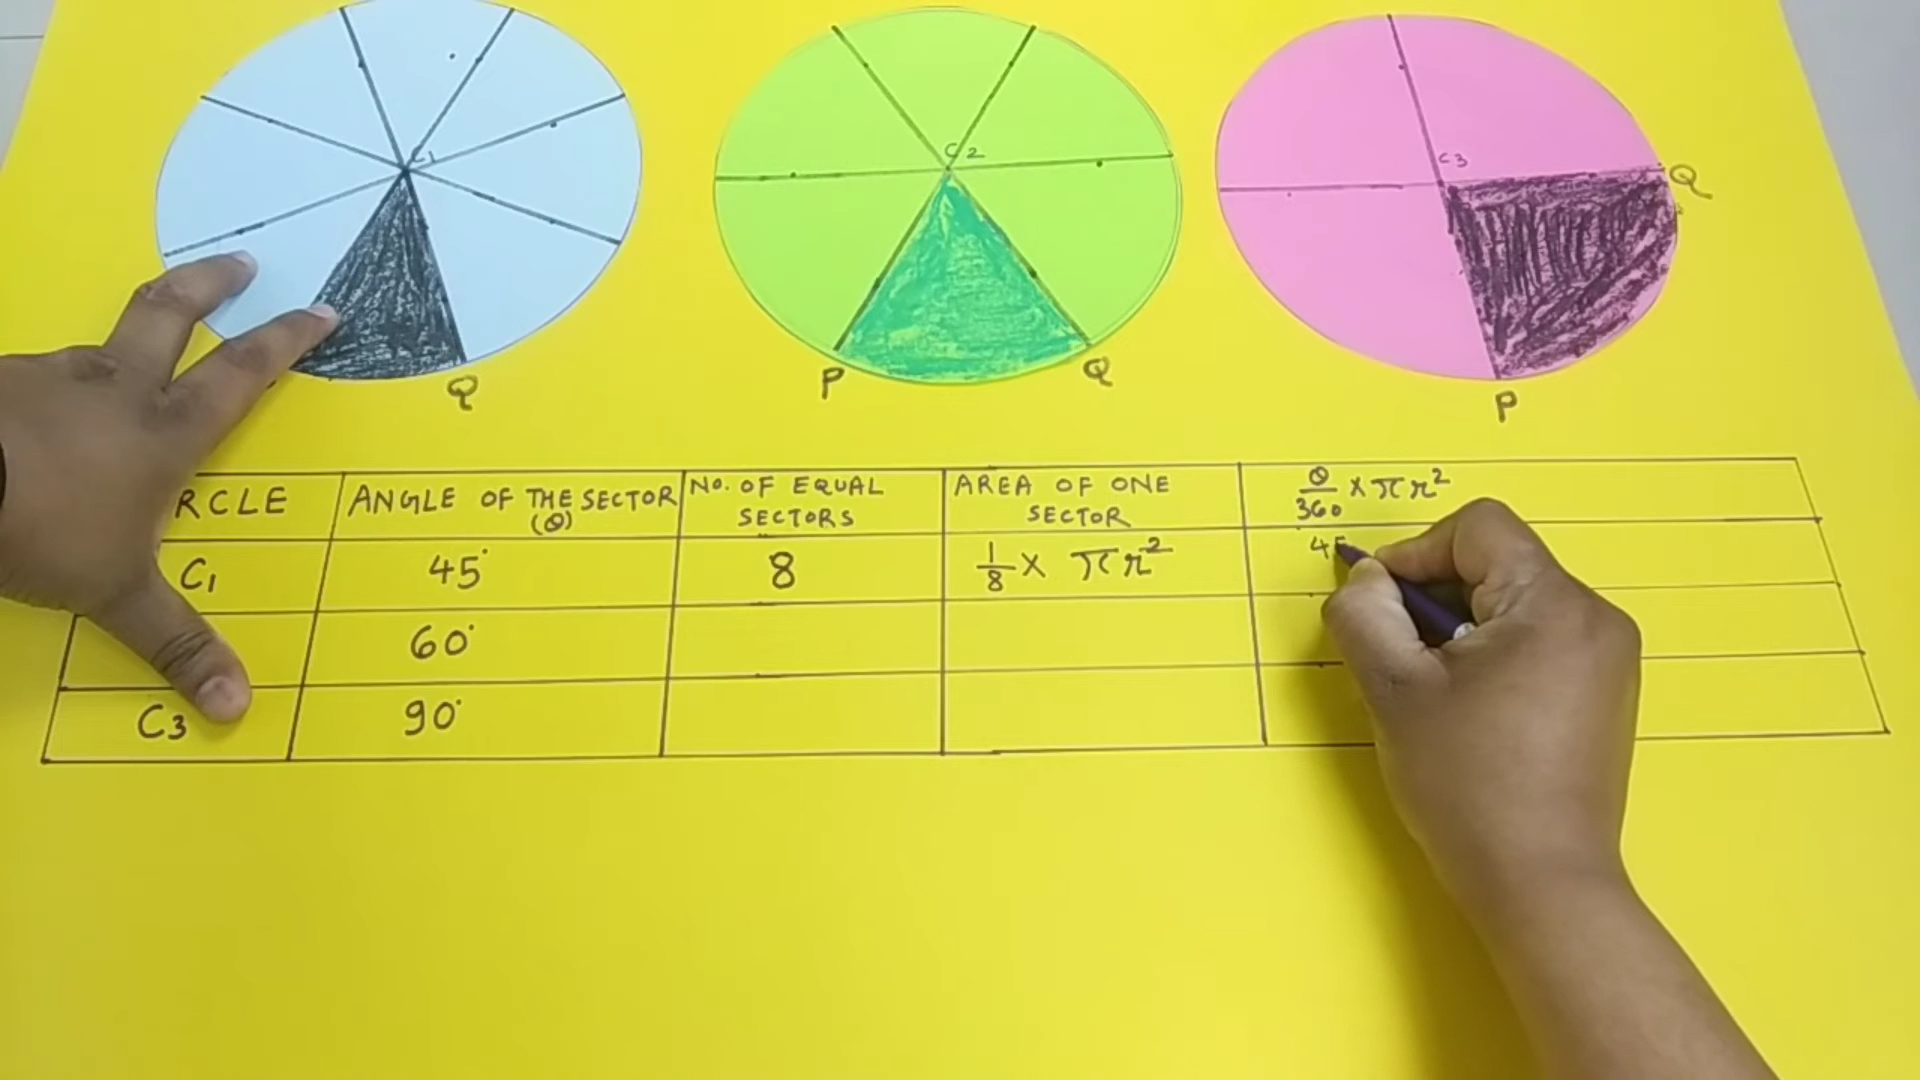 C1
C2
C3
Q
P
Q
Q
P
RCLE
ANGLE OF THE SECTOR
(θ)
No. OF EQUAL
SECTORS
AREA OF ONE
SECTOR
θ/360 × πr²
C1
45°
8
1/8 × πr²
45
60°
C3
90°